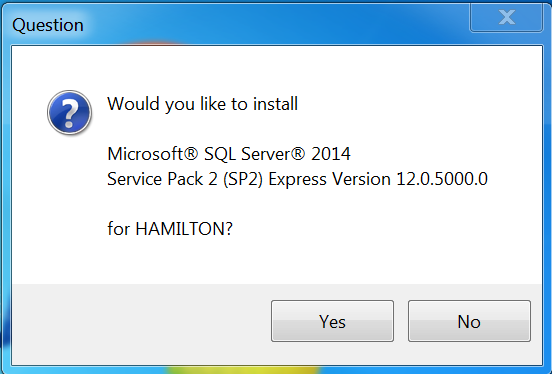 Question
Would you like to install
Microsoft® SQL Server® 2014
Service Pack 2 (SP2) Express Version 12.0.5000.0
for HAMILTON?
Yes
No